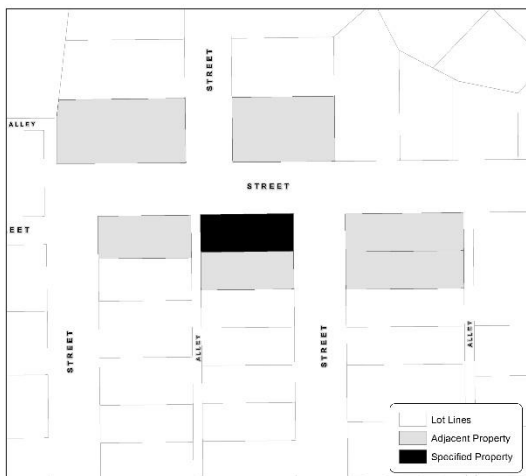 STREET
ALLEY
STREET
EET
STREET
ALLEY
STREET
ALLEY
Lot Lines
Adjacent Property
Specified Property